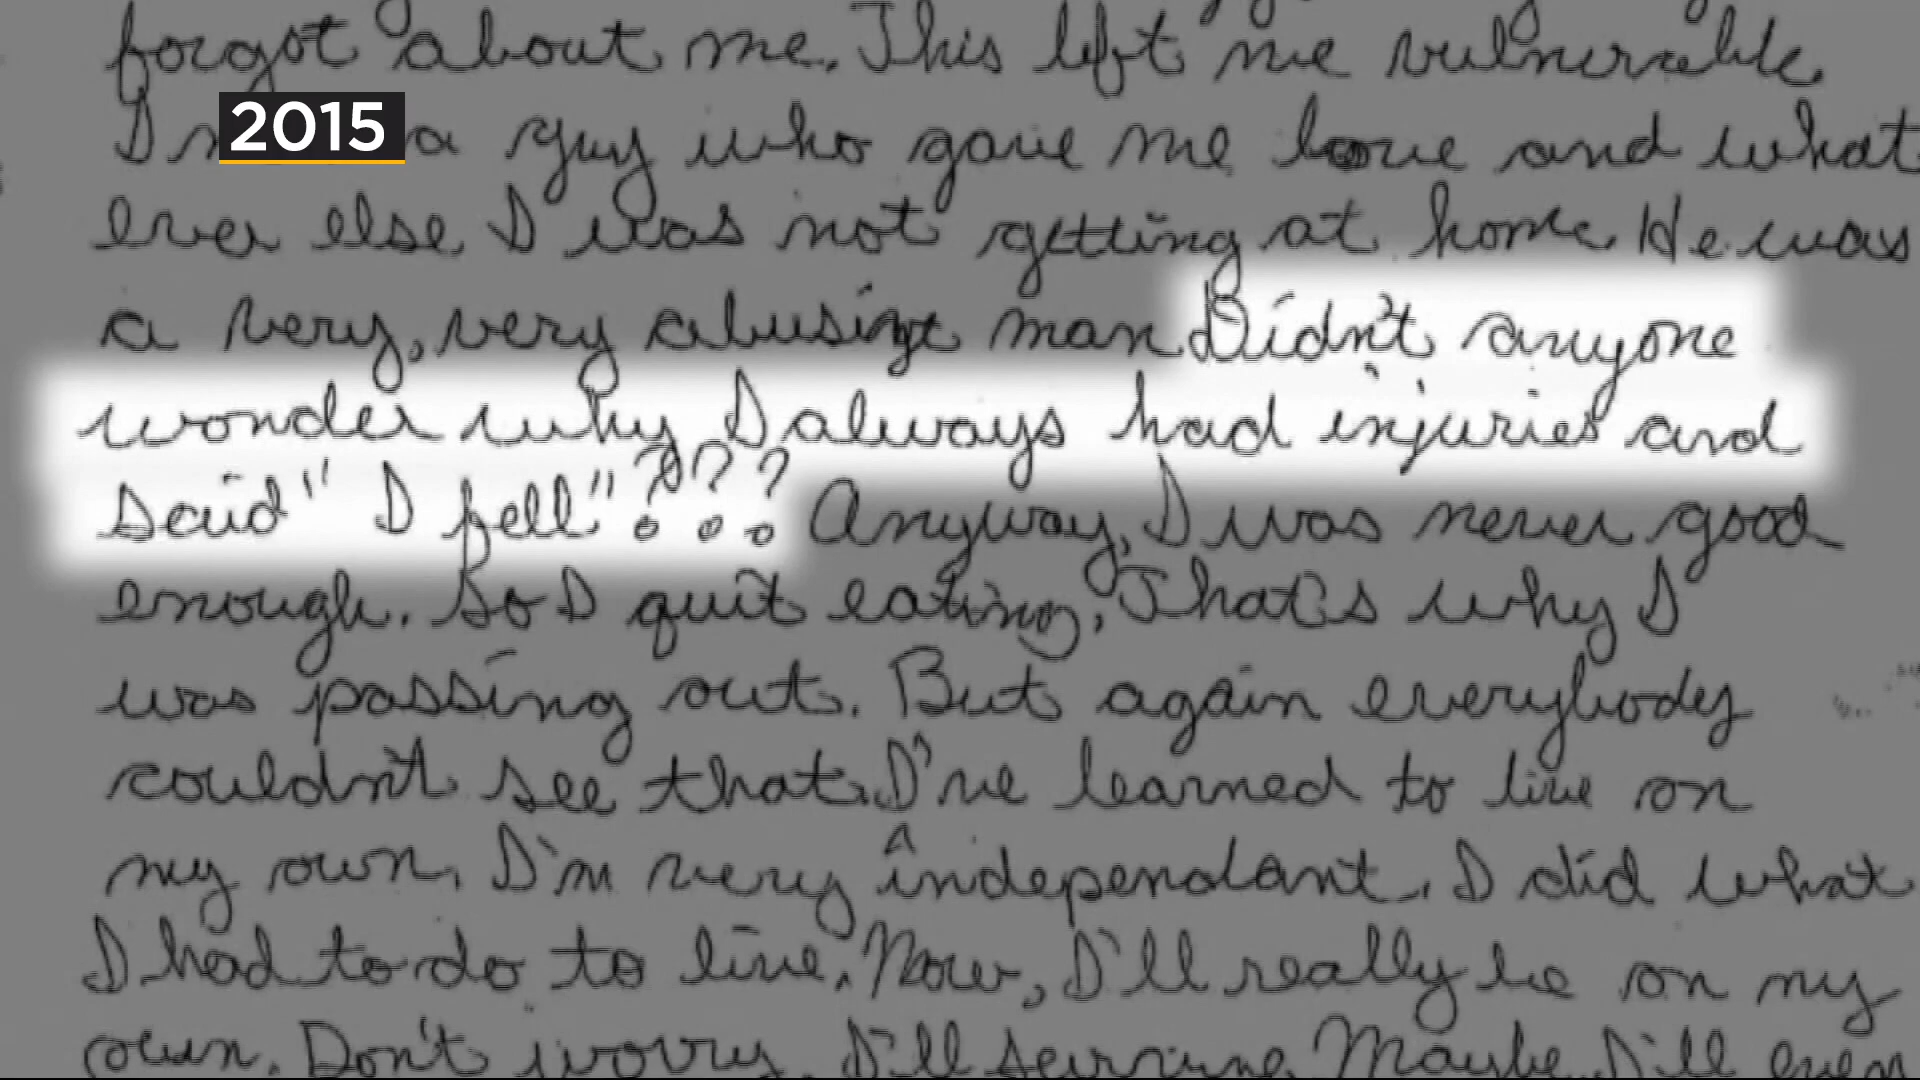 forgot about me. This left me vulnerable.
2015
I a guy who gave me love and what
ever else I was not getting at home. He was
a very, very abusive man. Didn't anyone
wonder why I always had injuries and
said "I fell"??? Anyway, I was never good
enough. So I quit eating. That's why I
was passing out. But again everybody
couldn't see that. I've learned to live on
my own. I'm very independant. I did what
I had to do to live. Now, I'll really be on my
own. Don't worry. I'll survive. Maybe I'll even